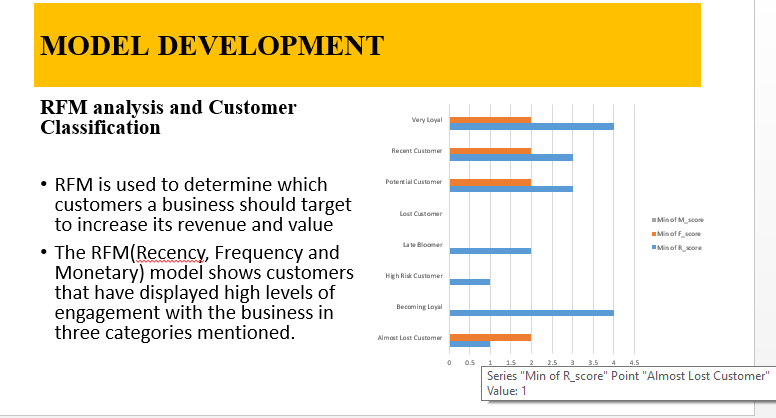 MODEL DEVELOPMENT
RFM analysis and Customer
Classification
• RFM is used to determine which
customers a business should target
to increase its revenue and value
• The RFM(Recency, Frequency and
Monetary) model shows customers
that have displayed high levels of
engagement with the business in
three categories mentioned.
Very Loyal
Recent Customer
Potential Customer
Lost Customer
Late Bloomer
High Risk Customer
Becoming Loyal
Almost Lost Customer
0 0.5 1 1.5 2 2.5 3 3.5 4 4.5
Min of M_score
Min of F_score
Min of R_score
Series "Min of R_score" Point "Almost Lost Customer"
Value: 1